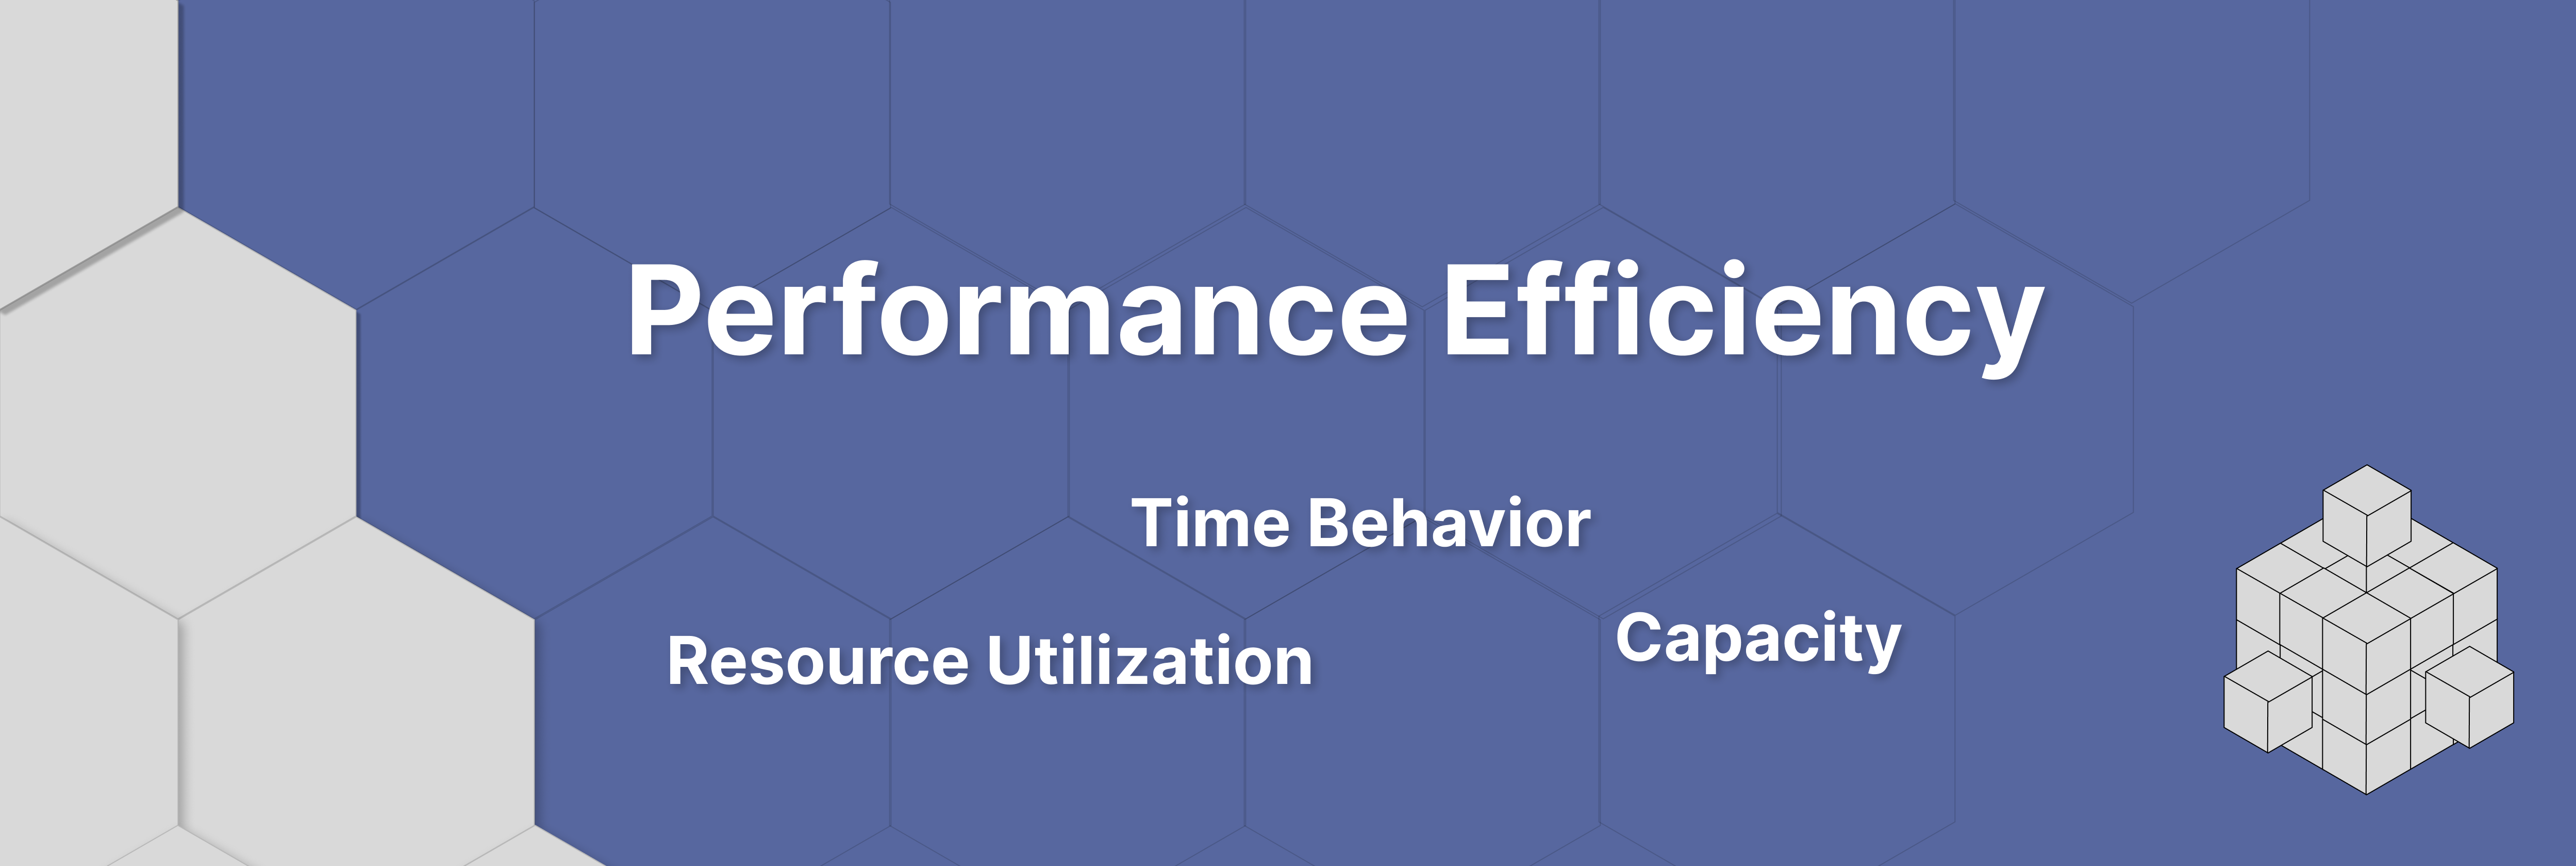 Performance Efficiency
Time Behavior
Capacity
Resource Utilization